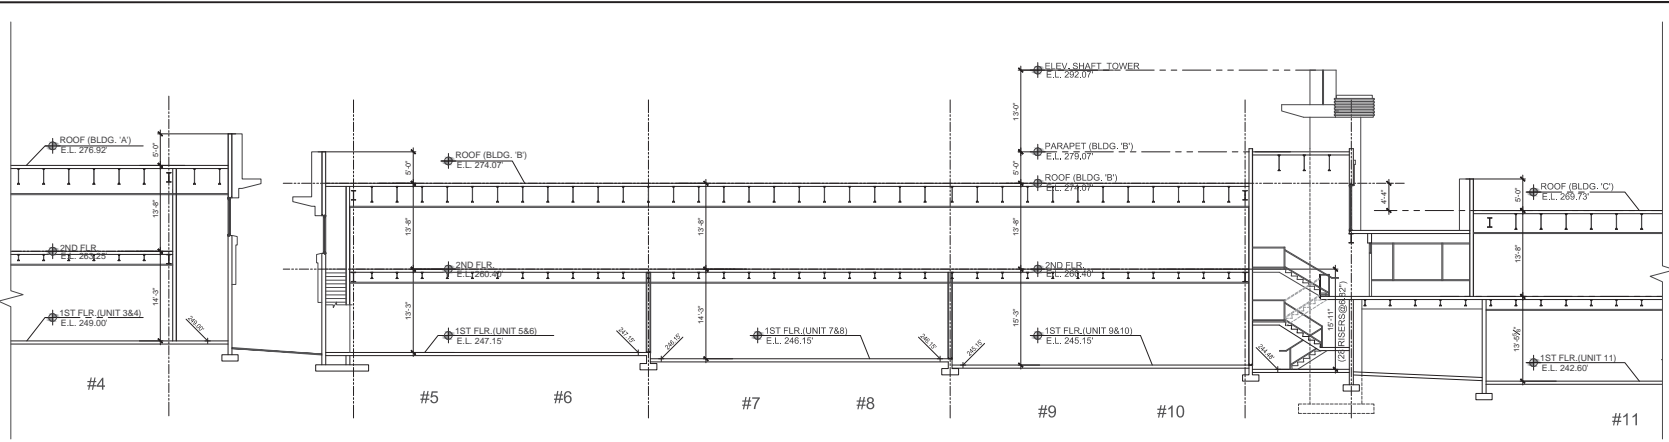 ROOF (BLDG. 'A')
E.L. 276.92'
5'-0"
13'-8"
2ND FLR.
E.L. 263.25'
14'-3"
1ST FLR.(UNIT 3&4)
E.L. 249.00'
249.00'
#4
5'-0"
ROOF (BLDG. 'B')
E.L. 274.07'
13'-8"
2ND FLR.
E.L. 260.40'
13'-3"
1ST FLR.(UNIT 5&6)
E.L. 247.15'
247.15'
#5
#6
13'-8"
14'-3"
246.15'
1ST FLR.(UNIT 7&8)
E.L. 246.15'
246.15'
#7
#8
ELEV. SHAFT TOWER
E.L. 292.07'
13'-0"
PARAPET (BLDG. 'B')
E.L. 279.07'
5'-0"
ROOF (BLDG. 'B')
E.L. 274.07'
13'-8"
2ND FLR.
E.L. 260.40'
15'-3"
245.15'
1ST FLR.(UNIT 9&10)
E.L. 245.15'
#9
#10
244.48'
15'-11"
(28 RISERS@6.82")
4'-4"
5'-0"
ROOF (BLDG. 'C')
E.L. 269.73'
13'-8"
1ST FLR.(UNIT 11)
E.L. 242.60'
#11